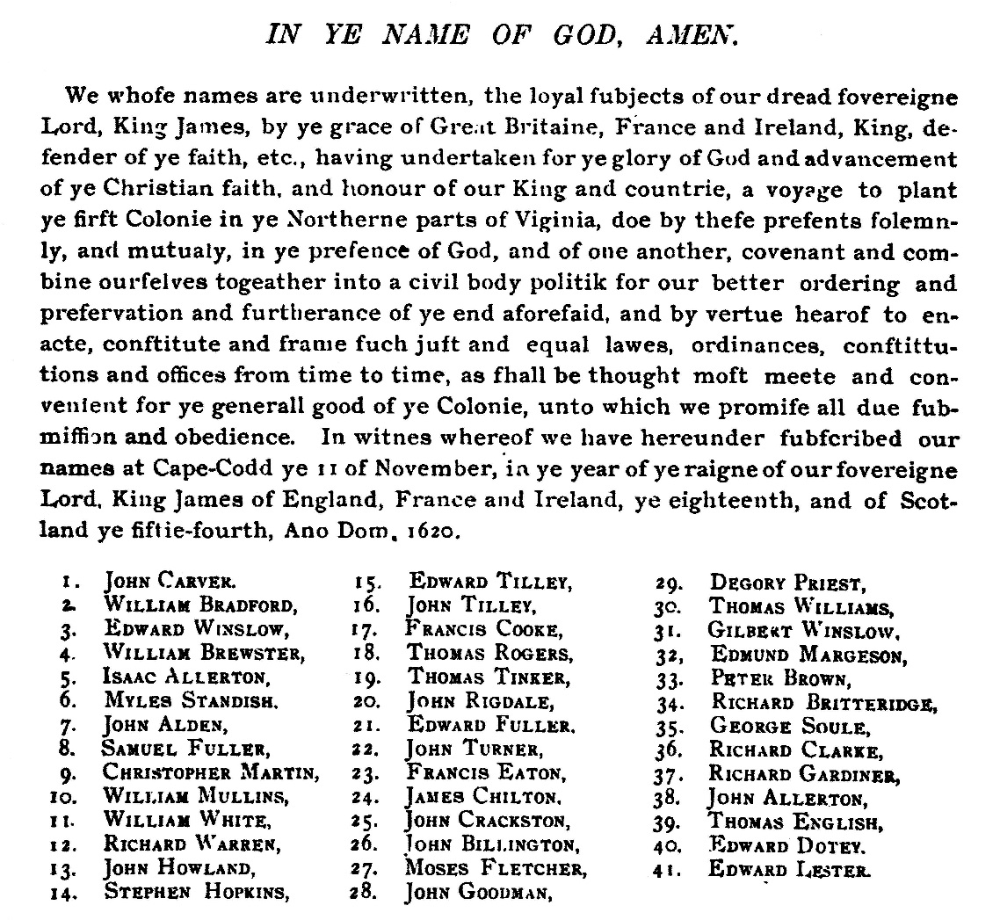 IN YE NAME OF GOD, AMEN.
We whofe names are underwritten, the loyal fubjects of our dread fovereigne
Lord, King James, by ye grace of Great Britaine, France and Ireland, King, de-
fender of ye faith, etc., having undertaken for ye glory of God and advancement
of ye Christian faith, and honour of our King and countrie, a voyage to plant
ye firft Colonie in ye Northerne parts of Viginia, doe by thefe prefents folemn-
ly, and mutualy, in ye prefence of God, and of one another, covenant and com-
bine ourfelves togeather into a civil body politik for our better ordering and
prefervation and furtherance of ye end aforefaid, and by vertue hearof to en-
acte, conftitute and frame fuch juft and equal lawes, ordinances, conftittu-
tions and offices from time to time, as fhall be thought moft meete and con-
venient for ye generall good of ye Colonie, unto which we promife all due fub-
miffion and obedience. In witnes whereof we have hereunder fubfcribed our
names at Cape-Codd ye 11 of November, in ye year of ye raigne of our fovereigne
Lord, King James of England, France and Ireland, ye eighteenth, and of Scot-
land ye fiftie-fourth, Ano Dom. 1620.
1. JOHN CARVER.
2. WILLIAM BRADFORD,
3. EDWARD WINSLOW,
4. WILLIAM BREWSTER,
5. ISAAC ALLERTON,
6. MYLES STANDISH.
7. JOHN ALDEN,
8. SAMUEL FULLER,
9. CHRISTOPHER MARTIN,
10. WILLIAM MULLINS,
11. WILLIAM WHITE,
12. RICHARD WARREN,
13. JOHN HOWLAND,
14. STEPHEN HOPKINS,
15. EDWARD TILLEY,
16. JOHN TILLEY,
17. FRANCIS COOKE,
18. THOMAS ROGERS,
19. THOMAS TINKER,
20. JOHN RIGDALE,
21. EDWARD FULLER.
22. JOHN TURNER,
23. FRANCIS EATON,
24. JAMES CHILTON.
25. JOHN CRACKSTON,
26. JOHN BILLINGTON,
27. MOSES FLETCHER,
28. JOHN GOODMAN,
29. DEGORY PRIEST,
30. THOMAS WILLIAMS,
31. GILBERT WINSLOW,
32, EDMUND MARGESON,
33. PETER BROWN,
34. RICHARD BRITTERIDGE,
35. GEORGE SOULE,
36. RICHARD CLARKE,
37. RICHARD GARDINER,
38. JOHN ALLERTON,
39. THOMAS ENGLISH,
40. EDWARD DOTEY.
41. EDWARD LESTER.